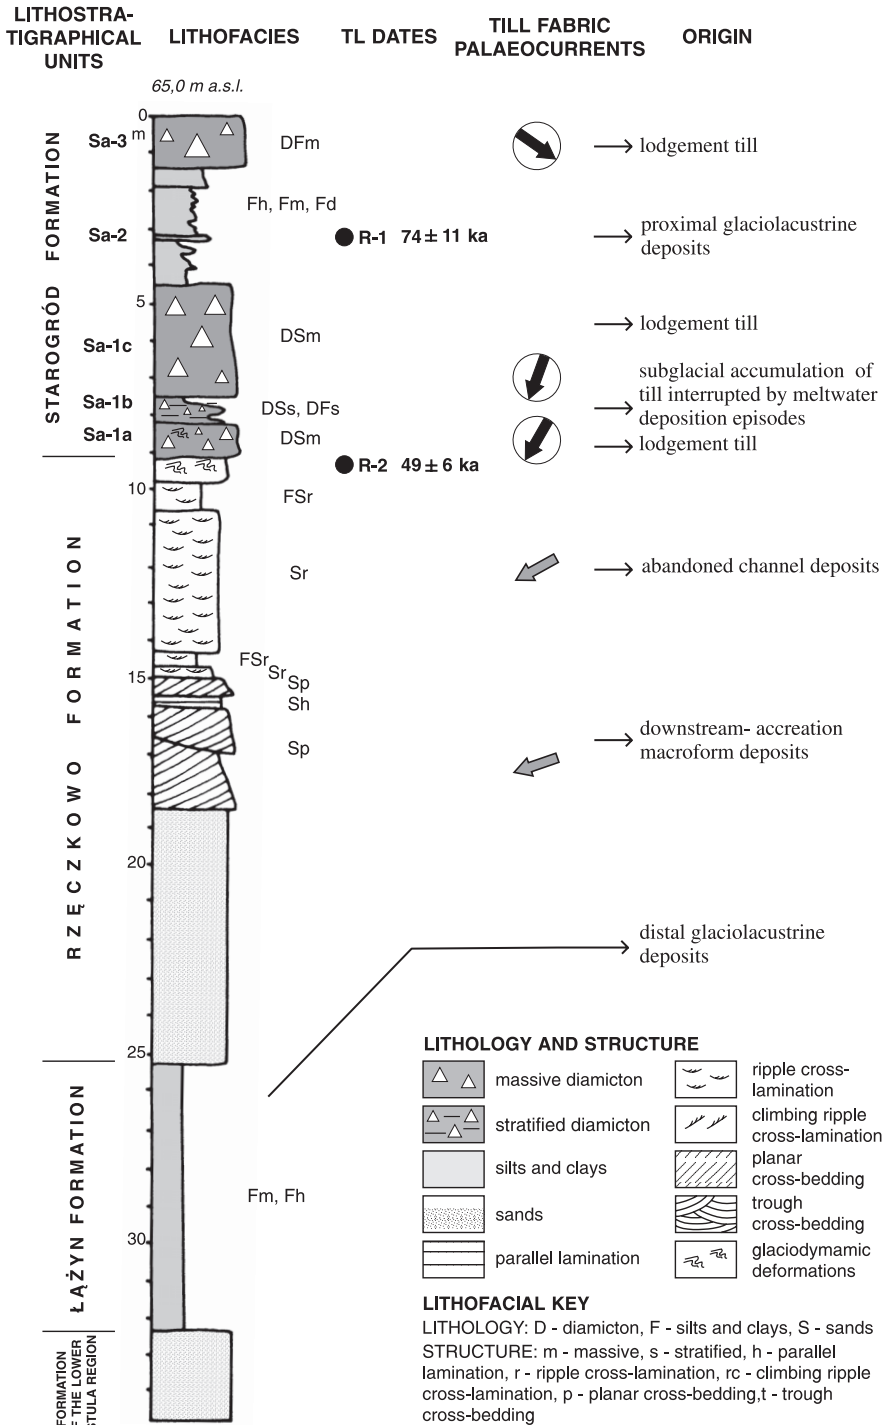 LITHOSTRA-
TIGRAPHICAL
UNITS
LITHOFACIES
TL DATES
TILL FABRIC
PALAEOCURRENTS
ORIGIN
65,0 m a.s.l.
0
m
Sa-3
DFm
lodgement till
Fh, Fm, Fd
Sa-2
R-1 74 ± 11 ka
proximal glaciolacustrine
deposits
STAROGRÓD FORMATION
5
Sa-1c
DSm
lodgement till
subglacial accumulation of
till interrupted by meltwater
deposition episodes
Sa-1b
DSs, DFs
Sa-1a
DSm
lodgement till
R-2 49 ± 6 ka
10
FSr
Sr
abandoned channel deposits
RZĘCZKOWO FORMATION
FSr
Sr
15
Sp
Sh
Sp
downstream- accreation
macroform deposits
20
distal glaciolacustrine
deposits
25
ŁĄŻYN FORMATION
Fm, Fh
30
FORMATION
F THE LOWER
STULA REGION
LITHOLOGY AND STRUCTURE
massive diamicton
stratified diamicton
silts and clays
sands
parallel lamination
ripple cross-
lamination
climbing ripple
cross-lamination
planar
cross-bedding
trough
cross-bedding
glaciodymamic
deformations
LITHOFACIAL KEY
LITHOLOGY: D - diamicton, F - silts and clays, S - sands
STRUCTURE: m - massive, s - stratified, h - parallel
lamination, r - ripple cross-lamination, rc - climbing ripple
cross-lamination, p - planar cross-bedding,t - trough
cross-bedding